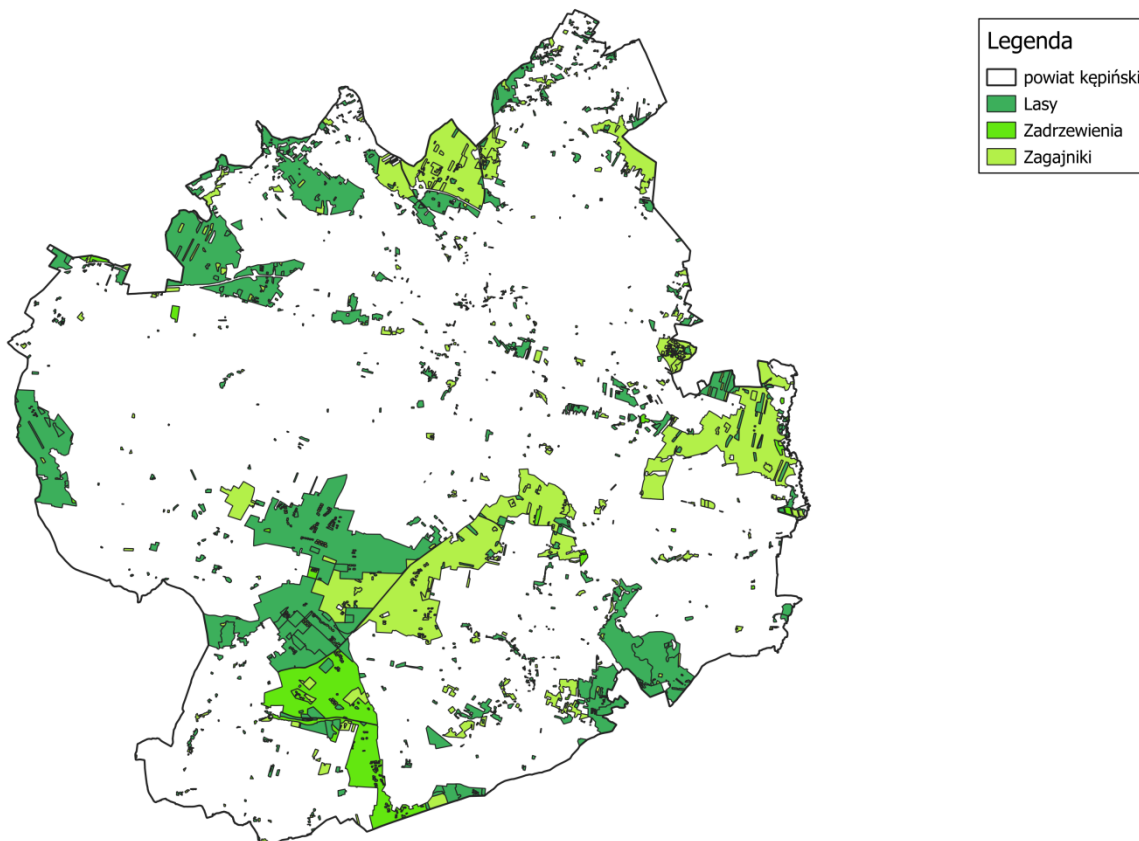 Legenda
powiat kępiński
Lasy
Zadrzewienia
Zagajniki